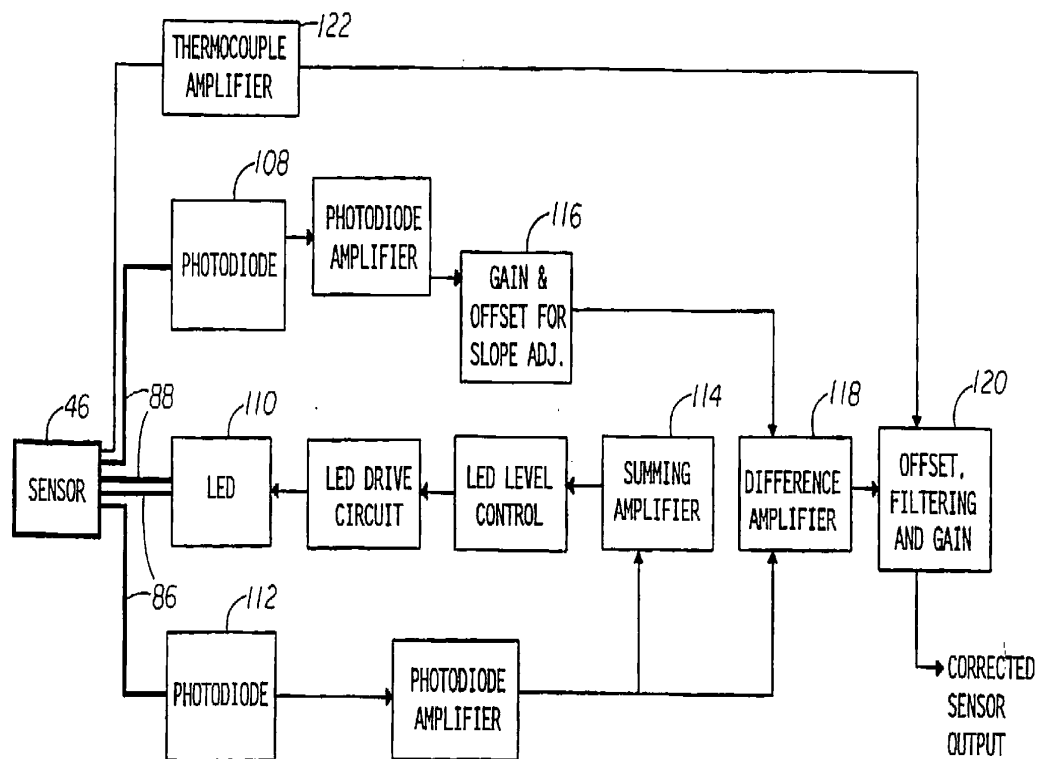 122
THERMOCOUPLE
AMPLIFIER
108
PHOTODIODE
PHOTODIODE
AMPLIFIER
116
GAIN &
OFFSET FOR
SLOPE ADJ.
88
46
SENSOR
110
LED
LED DRIVE
CIRCUIT
LED LEVEL
CONTROL
114
SUMMING
AMPLIFIER
118
DIFFERENCE
AMPLIFIER
120
OFFSET,
FILTERING
AND GAIN
86
112
PHOTODIODE
PHOTODIODE
AMPLIFIER
CORRECTED
SENSOR
OUTPUT